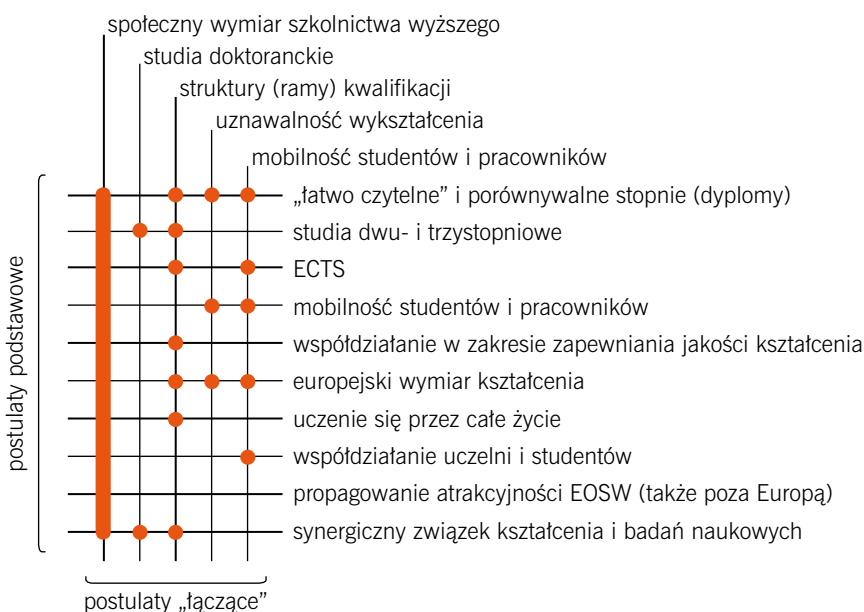 społeczny wymiar szkolnictwa wyższego
studia doktoranckie
struktury (ramy) kwalifikacji
uznawalność wykształcenia
mobilność studentów i pracowników
„łatwo czytelne” i porównywalne stopnie (dyplomy)
studia dwu- i trzystopniowe
ECTS
mobilność studentów i pracowników
współdziałanie w zakresie zapewniania jakości kształcenia
europejski wymiar kształcenia
uczenie się przez całe życie
współdziałanie uczelni i studentów
propagowanie atrakcyjności EOSW (także poza Europą)
synergiczny związek kształcenia i badań naukowych
postulaty podstawowe
postulaty „łączące”